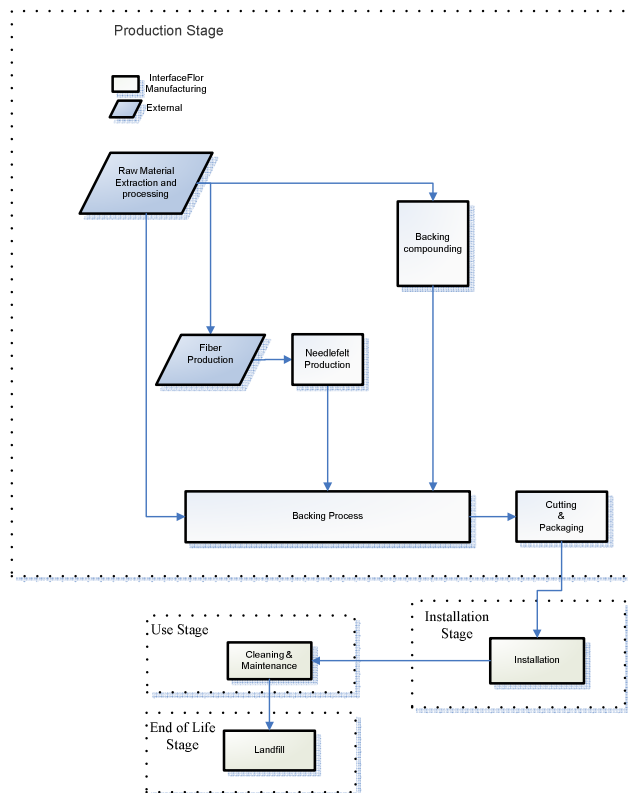 Production Stage
InterfaceFlor
Manufacturing
External
Raw Material
Extraction and
processing
Backing
compounding
Fiber
Production
Needlefelt
Production
Backing Process
Cutting
&
Packaging
Installation
Stage
Installation
Use Stage
Cleaning &
Maintenance
End of Life
Stage
Landfill